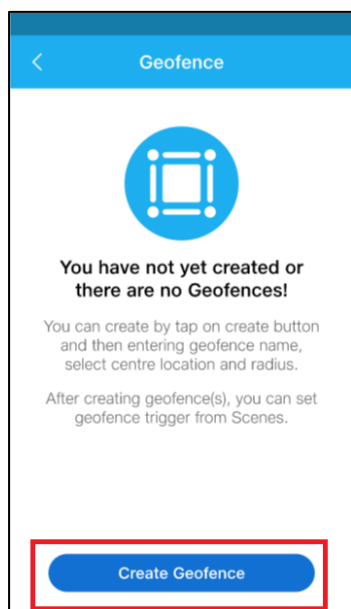 Geofence
You have not yet created or
there are no Geofences!
You can create by tap on create button
and then entering geofence name,
select centre location and radius.
After creating geofence(s), you can set
geofence trigger from Scenes.
Create Geofence